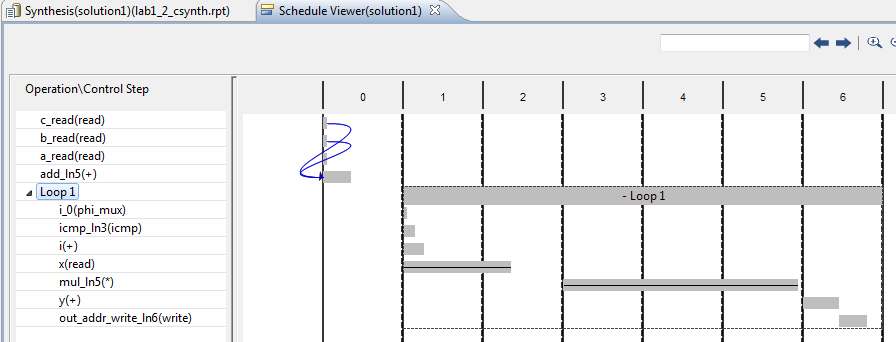 Synthesis(solution1)(lab1_2_csynth.rpt)
Schedule Viewer(solution1)
Operation\Control Step
0 1 2 3 4 5 6
c_read(read)
b_read(read)
a_read(read)
add_ln5(+)
Loop 1
- Loop 1
i_0(phi_mux)
icmp_ln3(icmp)
i(+)
x(read)
mul_ln5(*)
y(+)
out_addr_write_ln6(write)